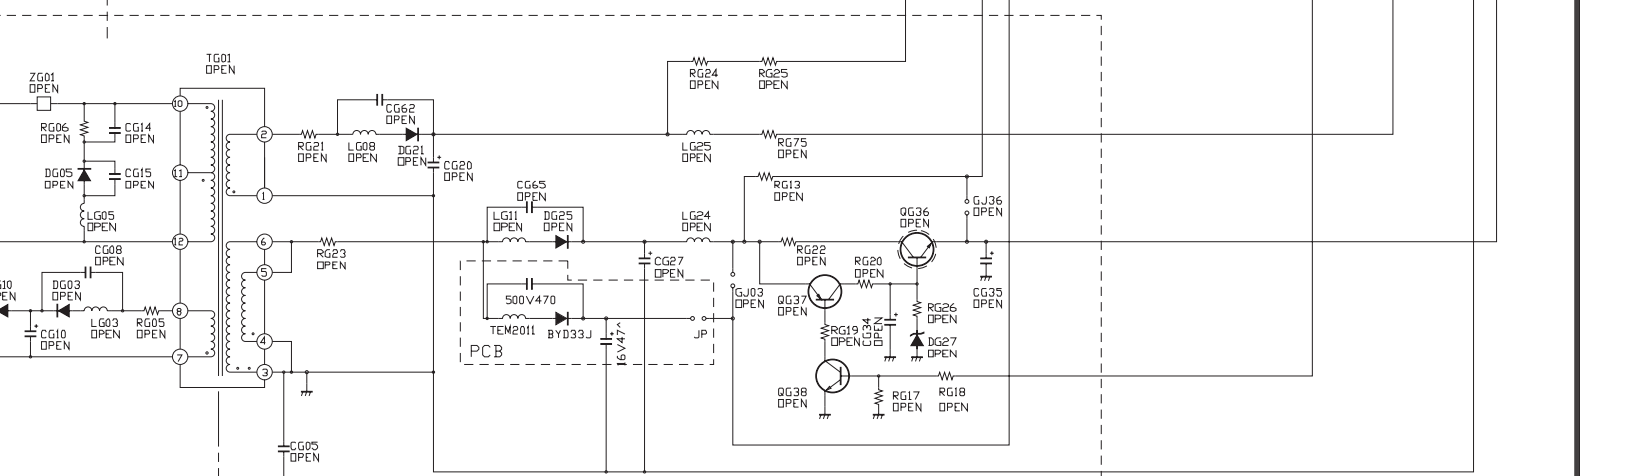 TG01
OPEN
ZG01
OPEN
10
RG06
OPEN
CG14
OPEN
11
DG05
OPEN
CG15
OPEN
LG05
OPEN
12
CG08
OPEN
DG03
OPEN
8
LG03
OPEN
RG05
OPEN
CG10
OPEN
7
2
1
6
5
4
3
RG21
OPEN
LG08
OPEN
CG62
OPEN
DG21
OPEN
CG20
OPEN
RG23
OPEN
CG05
OPEN
CG65
OPEN
LG11
OPEN
DG25
OPEN
500V470
TEM2011
BYD33J
16V47^
PCB
JP
CG27
OPEN
LG24
OPEN
RG24
OPEN
RG25
OPEN
LG25
OPEN
RG75
OPEN
RG13
OPEN
GJ03
OPEN
RG22
OPEN
QG36
OPEN
GJ36
OPEN
CG35
OPEN
RG20
OPEN
QG37
OPEN
RG19
OPEN
CG34
OPEN
RG26
OPEN
DG27
OPEN
QG38
OPEN
RG17
OPEN
RG18
OPEN